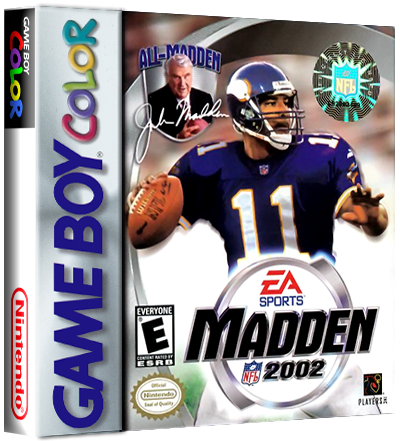 GAME BOY
COLOR
Nintendo
GAME BOY COLOR
ALL-MADDEN
John Madden
NFL
11
EA
SPORTS
MADDEN
NFL
2002
EVERYONE
E
CONTENT RATED BY
ESRB
Official
Nintendo
Seal of Quality
PLAYERS INC